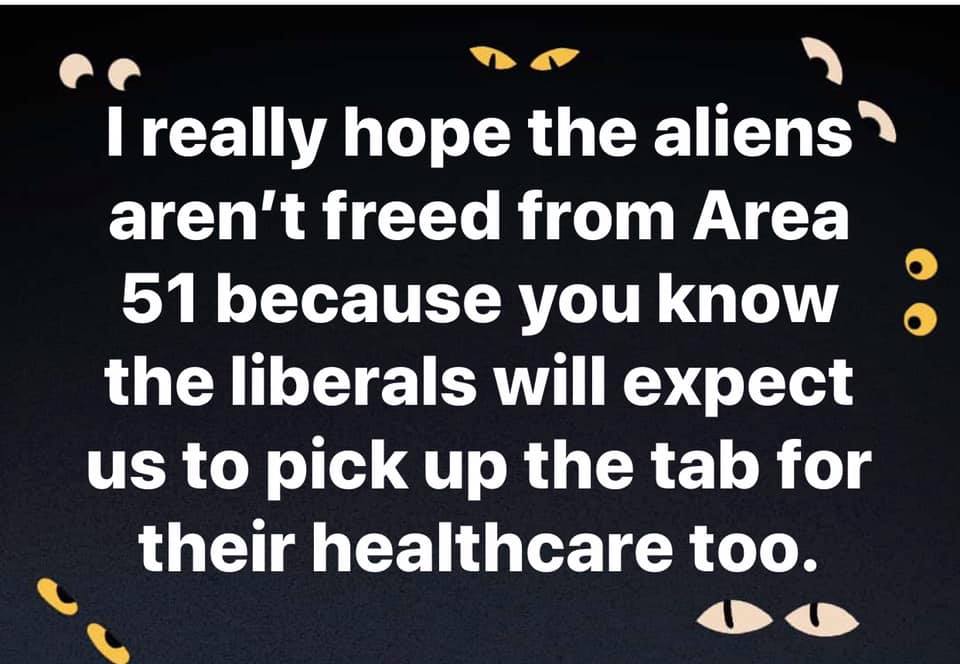 I really hope the aliens
aren’t freed from Area
51 because you know
the liberals will expect
us to pick up the tab for
their healthcare too.